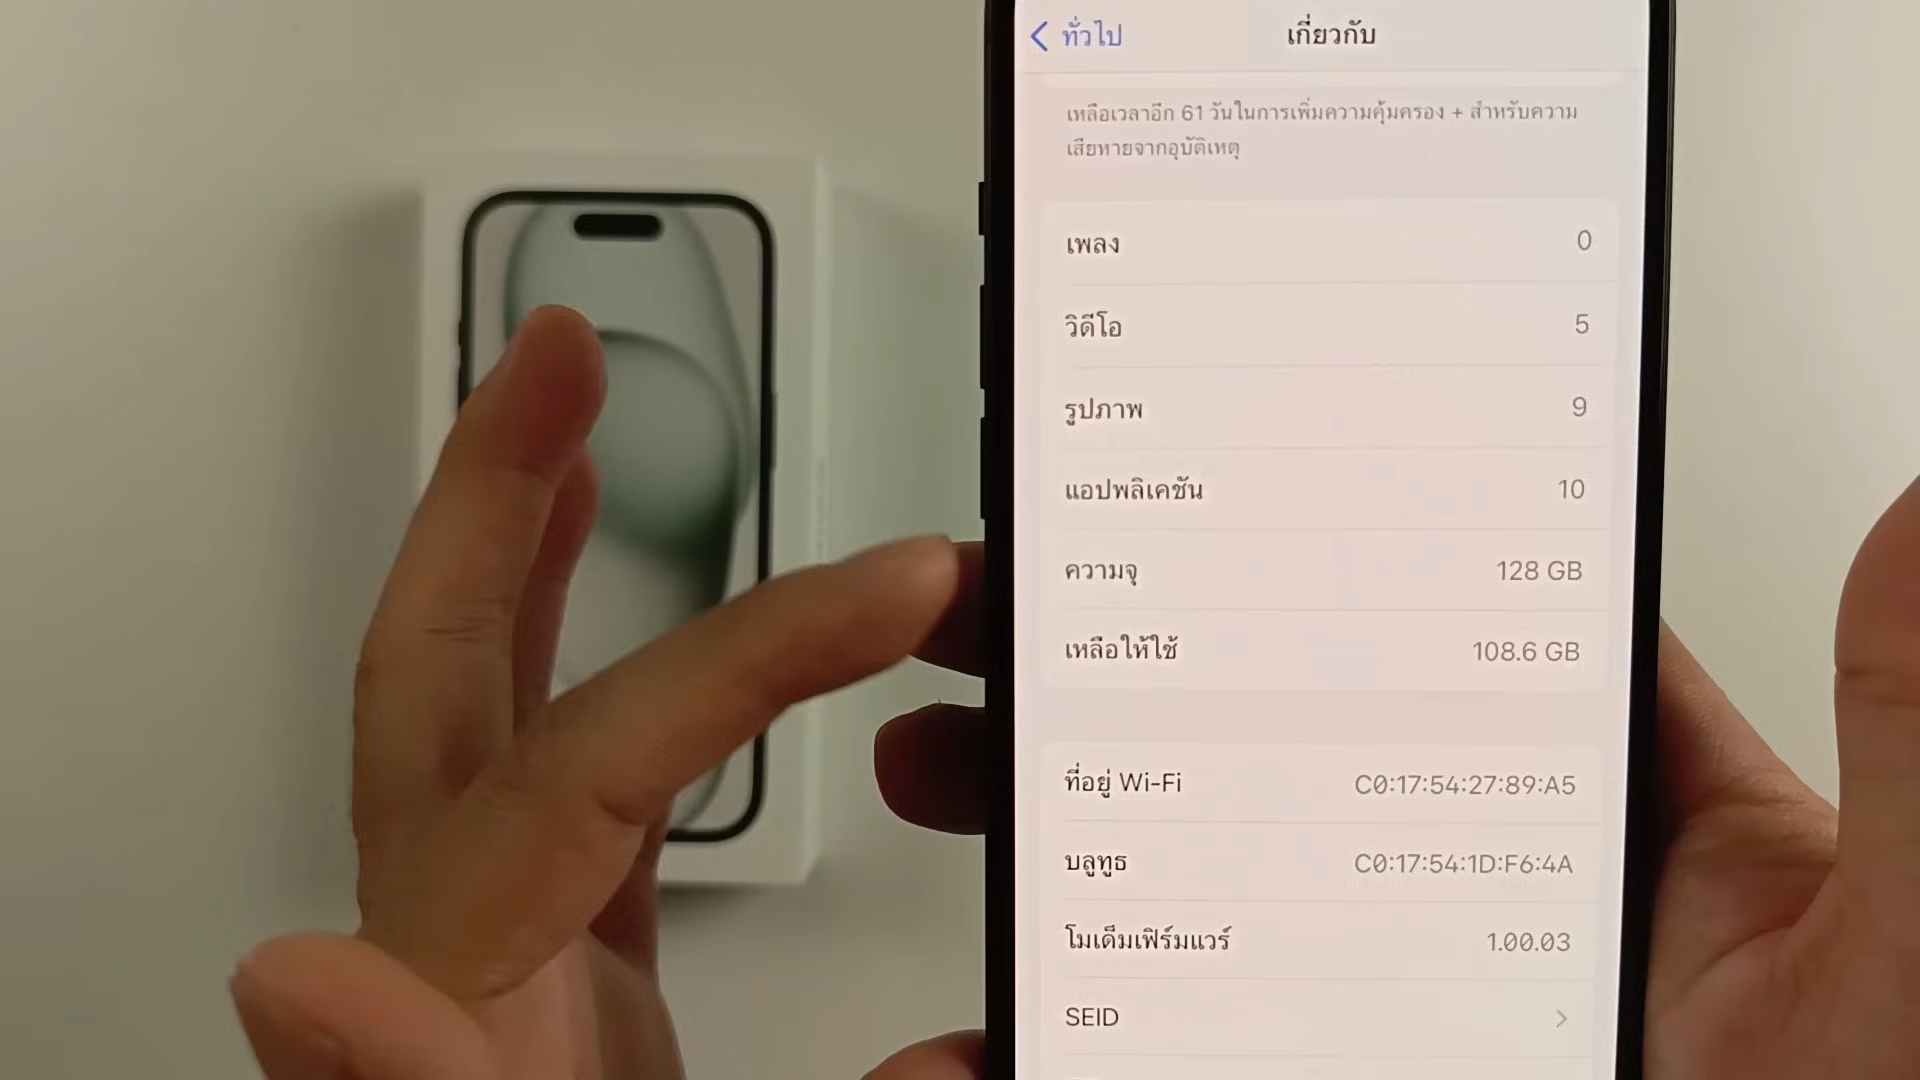 ทั่วไป
เกี่ยวกับ
เหลือเวลาอีก 61 วันในการเพิ่มความคุ้มครอง + สำหรับความ
เสียหายจากอุบัติเหตุ
เพลง 0
วิดีโอ 5
รูปภาพ 9
แอปพลิเคชัน 10
ความจุ 128 GB
เหลือให้ใช้ 108.6 GB
ที่อยู่ Wi-Fi C0:17:54:27:89:A5
บลูทูธ C0:17:54:1D:F6:4A
โมเด็มเฟิร์มแวร์ 1.00.03
SEID